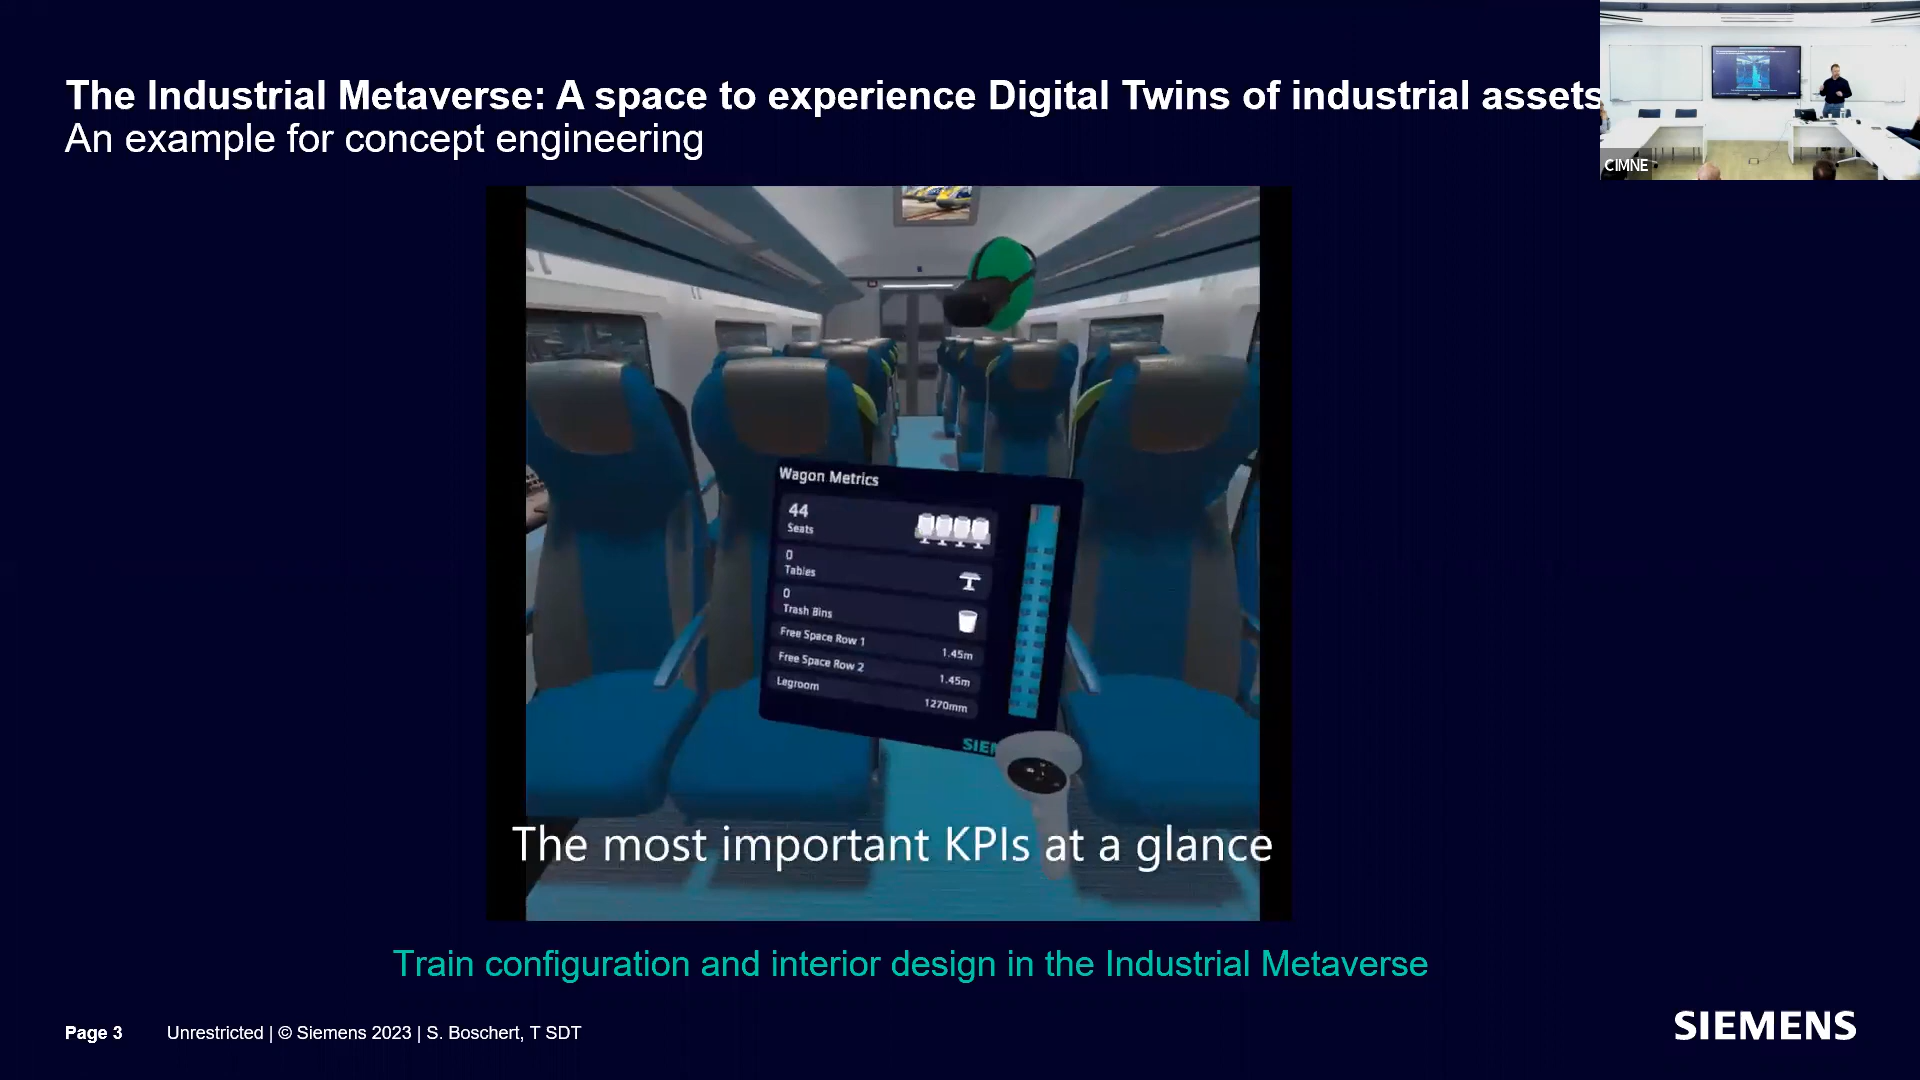 The Industrial Metaverse: A space to experience Digital Twins of industrial assets
An example for concept engineering
CIMNE
Wagon Metrics
44
Seats
0
Tables
0
Trash Bins
Free Space Row 1
1.45m
Free Space Row 2
1.45m
Legroom
1270mm
SIEM
The most important KPIs at a glance
Train configuration and interior design in the Industrial Metaverse
Page 3 Unrestricted | © Siemens 2023 | S. Boschert, T SDT
SIEMENS